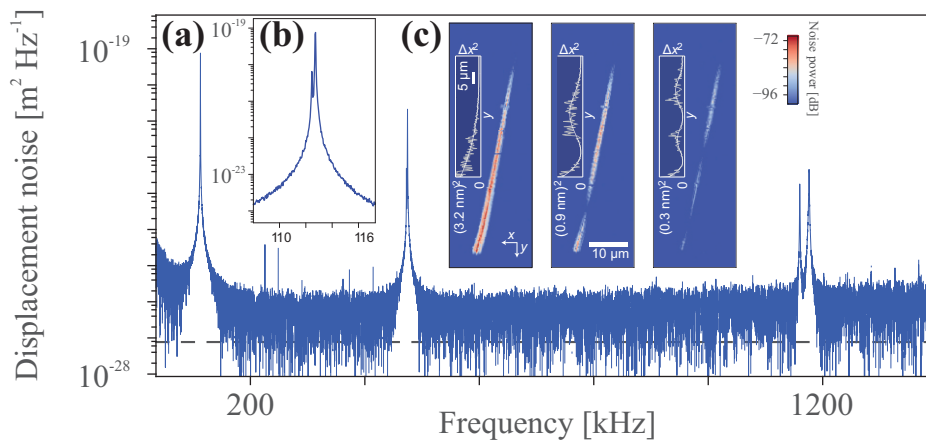 Displacement noise [m² Hz⁻¹]
10⁻¹⁹
10⁻²⁸
(a)
(b)
10⁻¹⁹
10⁻²³
110
116
(c)
Δx²
5 μm
y
0
(3.2 nm)²
x
y
Δx²
y
0
(0.9 nm)²
10 μm
Δx²
y
0
(0.3 nm)²
−72
−96
Noise power [dB]
200
Frequency [kHz]
1200